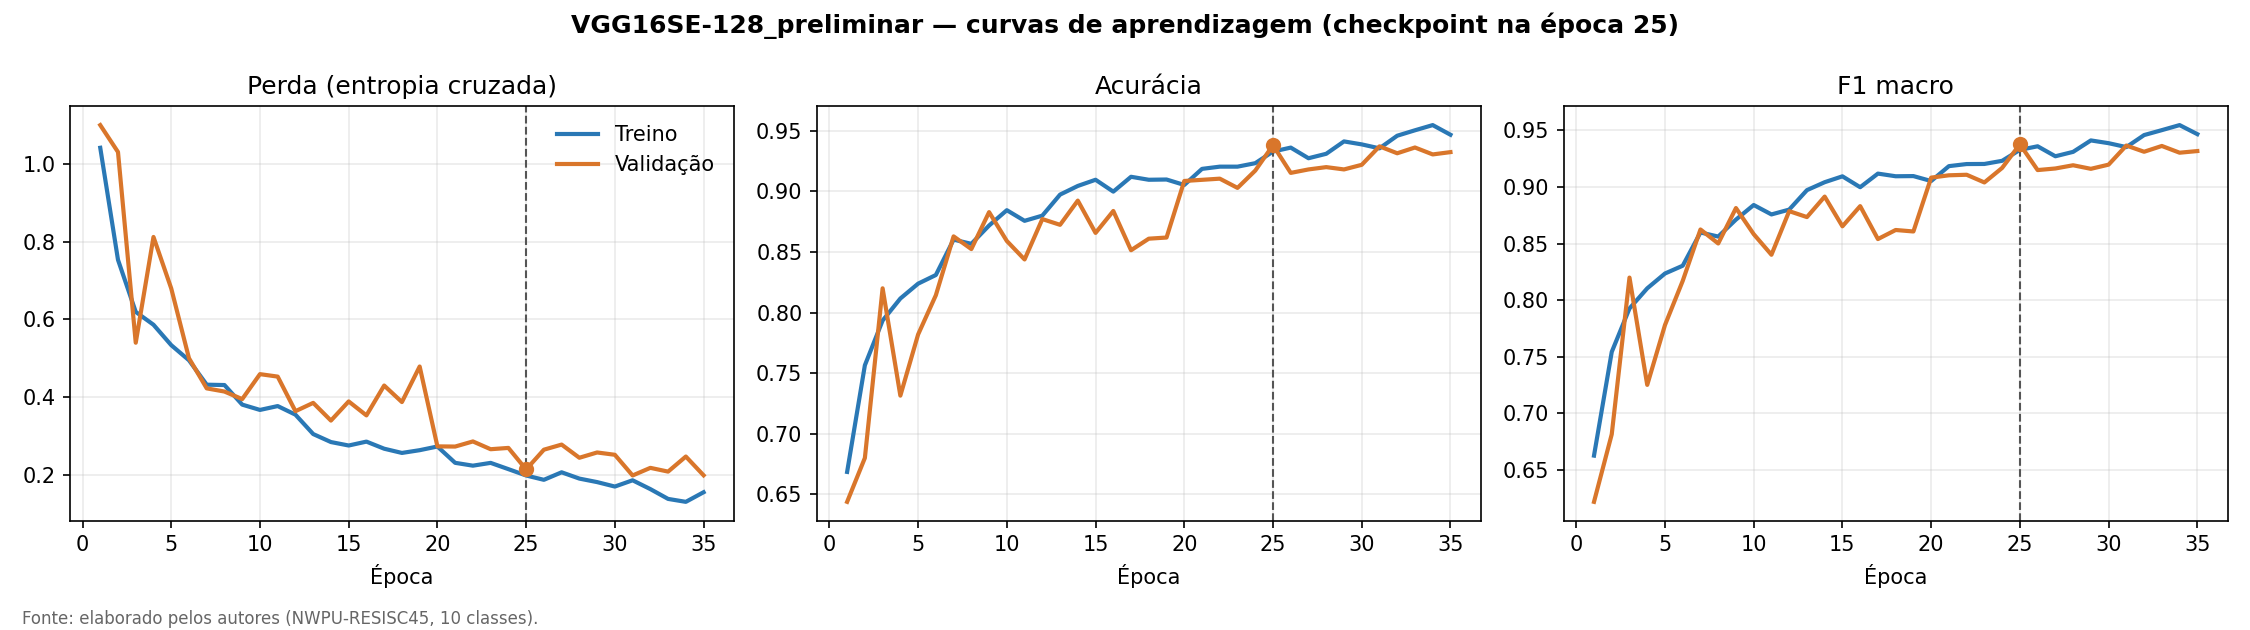 VGG16SE-128_preliminar — curvas de aprendizagem (checkpoint na época 25)
Perda (entropia cruzada)
Treino
Validação
1.0
0.8
0.6
0.4
0.2
0 5 10 15 20 25 30 35
Época
Acurácia
0.95
0.90
0.85
0.80
0.75
0.70
0.65
0 5 10 15 20 25 30 35
Época
F1 macro
0.95
0.90
0.85
0.80
0.75
0.70
0.65
0 5 10 15 20 25 30 35
Época
Fonte: elaborado pelos autores (NWPU-RESISC45, 10 classes).